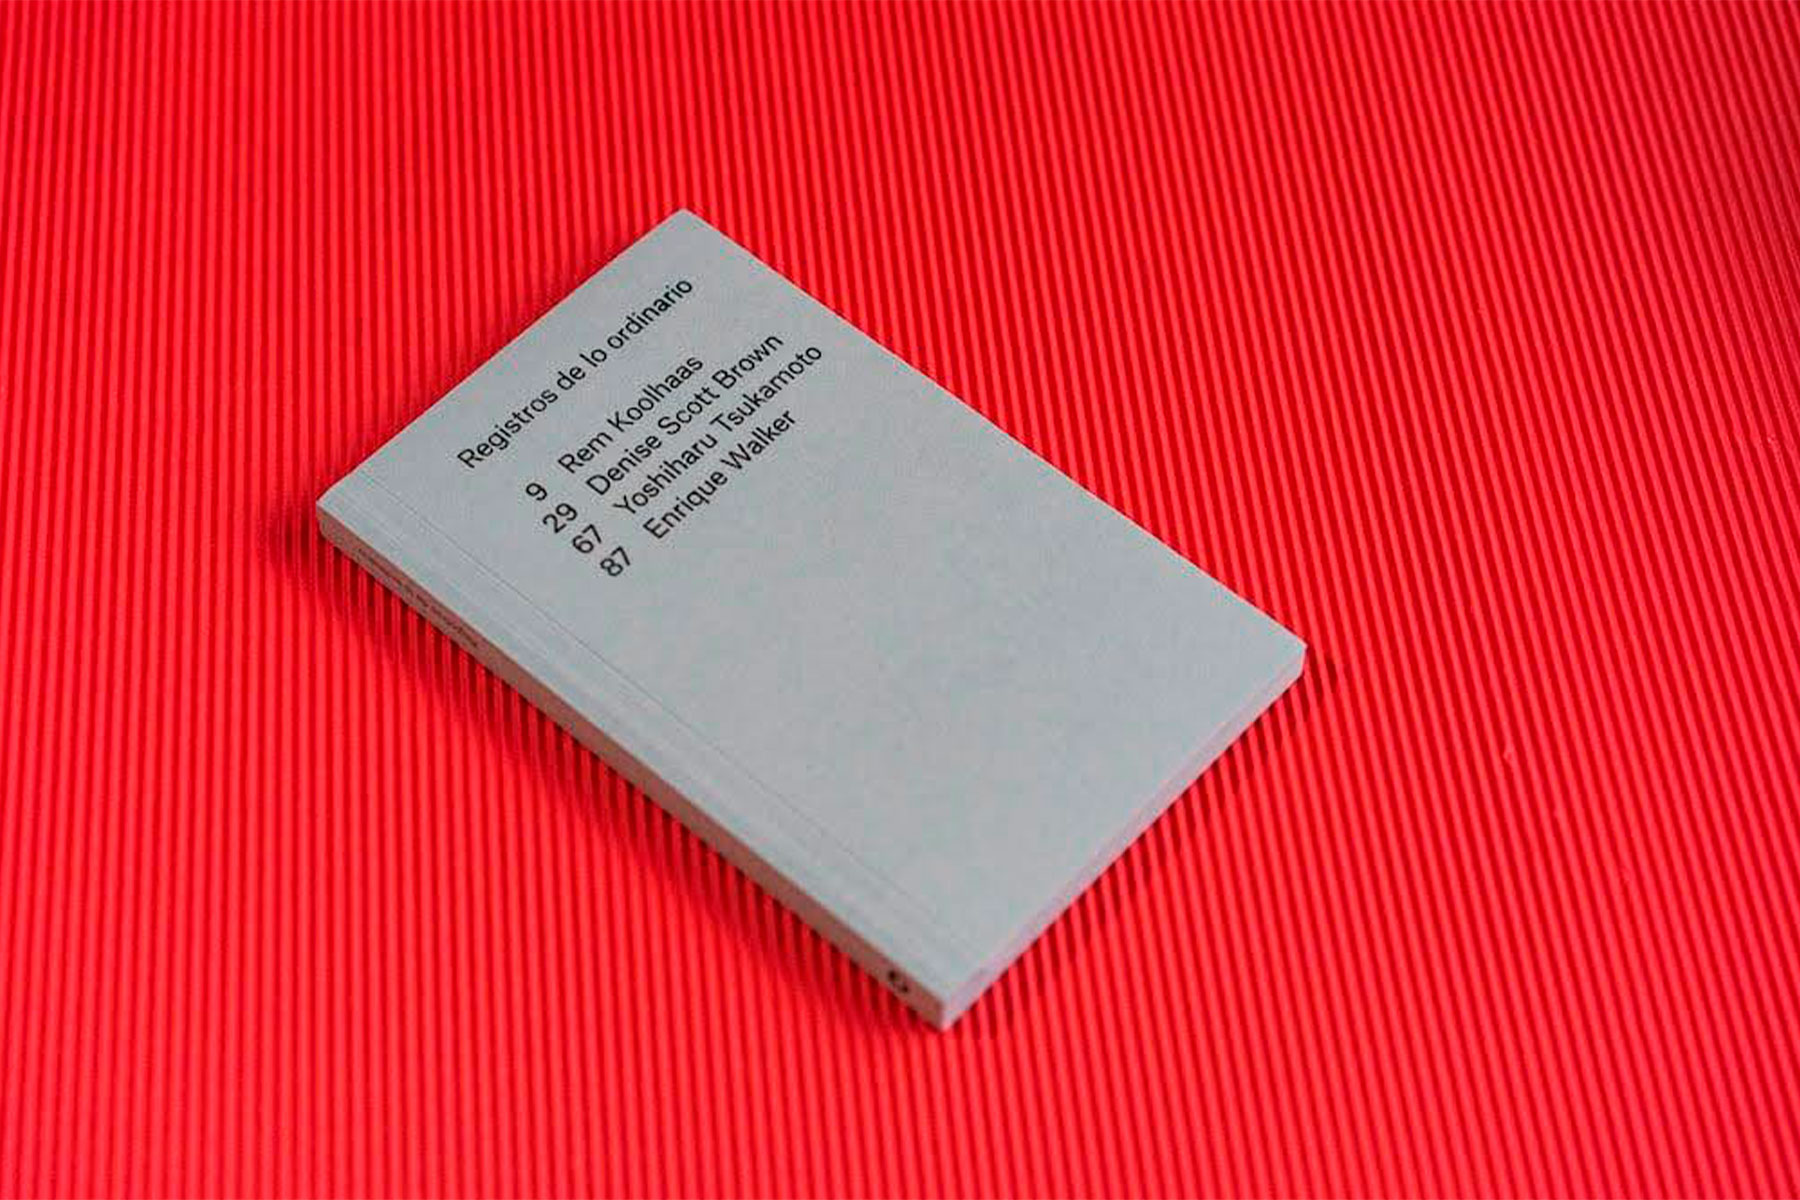 Registros de lo ordinario
9 Rem Koolhaas
29 Denise Scott Brown
67 Yoshiharu Tsukamoto
87 Enrique Walker